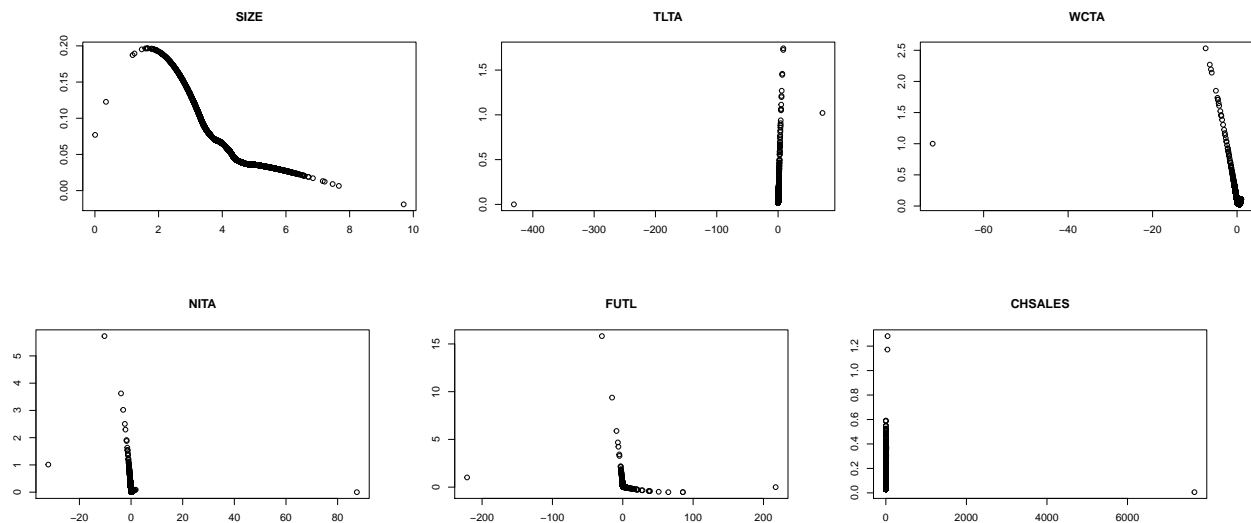 SIZE
0.00 0.05 0.10 0.15 0.20
0 2 4 6 8 10
TLTA
0.0 0.5 1.0 1.5
−400 −300 −200 −100 0
WCTA
0.0 0.5 1.0 1.5 2.0 2.5
−60 −40 −20 0
NITA
0 1 2 3 4 5
−20 0 20 40 60 80
FUTL
0 5 10 15
−200 −100 0 100 200
CHSALES
0.0 0.2 0.4 0.6 0.8 1.0 1.2
0 2000 4000 6000